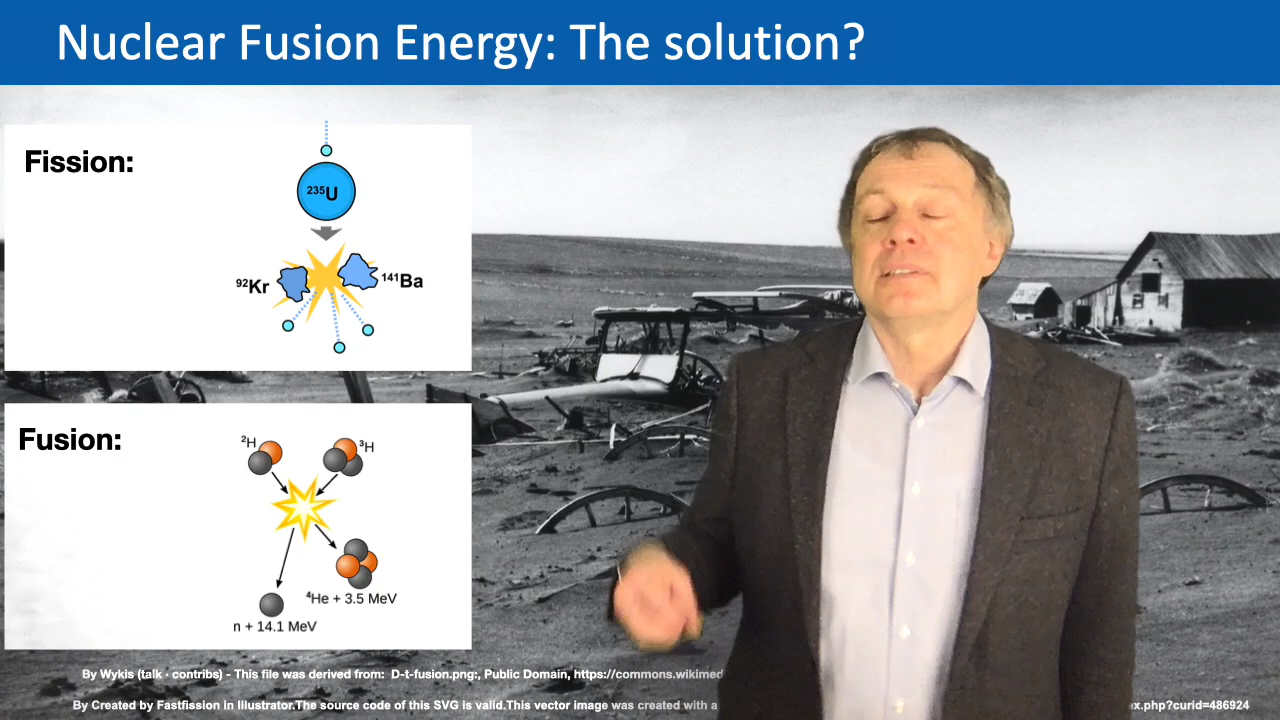 Nuclear Fusion Energy: The solution?
Fission:
²³⁵U
⁹²Kr
¹⁴¹Ba
Fusion:
²H
³H
⁴He + 3.5 MeV
n + 14.1 MeV
By Wykis (talk · contribs) - This file was derived from: D-t-fusion.png:, Public Domain, https://commons.wikimed
By Created by Fastfission in Illustrator.The source code of this SVG is valid.This vector image was created with a ex.php?curid=486924